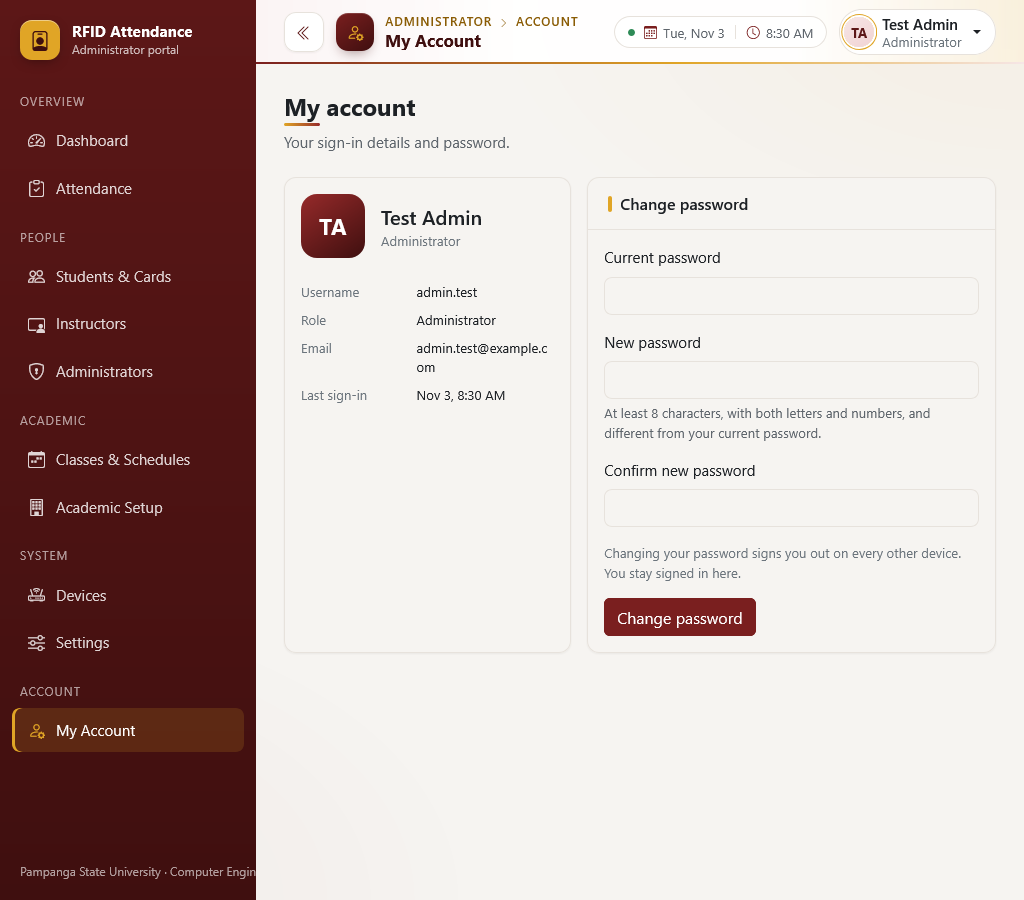 RFID Attendance
Administrator portal
OVERVIEW
Dashboard
Attendance
PEOPLE
Students & Cards
Instructors
Administrators
ACADEMIC
Classes & Schedules
Academic Setup
SYSTEM
Devices
Settings
ACCOUNT
My Account
Pampanga State University · Computer Engin
ADMINISTRATOR > ACCOUNT
My Account
Tue, Nov 3
8:30 AM
TA
Test Admin
Administrator
My account
Your sign-in details and password.
TA
Test Admin
Administrator
Username admin.test
Role Administrator
Email admin.test@example.c
om
Last sign-in Nov 3, 8:30 AM
Change password
Current password
New password
At least 8 characters, with both letters and numbers, and
different from your current password.
Confirm new password
Changing your password signs you out on every other device.
You stay signed in here.
Change password